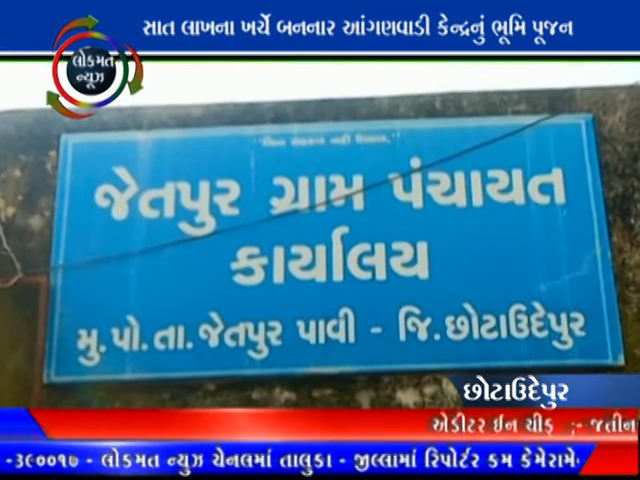 સાત લાખના ખર્ચે બનનાર આંગણવાડી કેન્દ્રનું ભૂમિ પૂજન
લોકમત
ન્યૂઝ
જેતપુર ગ્રામ પંચાયત
કાર્યાલય
મુ. પો. તા. જેતપુર પાવી - જિ. છોટાઉદેપુર
છોટાઉદેપુર
એડીટર ઈન ચીફ :- જતીન
-૩૯૦૦૧૭ - લોકમત ન્યુઝ ચેનલમાં તાલુકા - જીલ્લામાં રિપોર્ટર કમ કેમેરામે